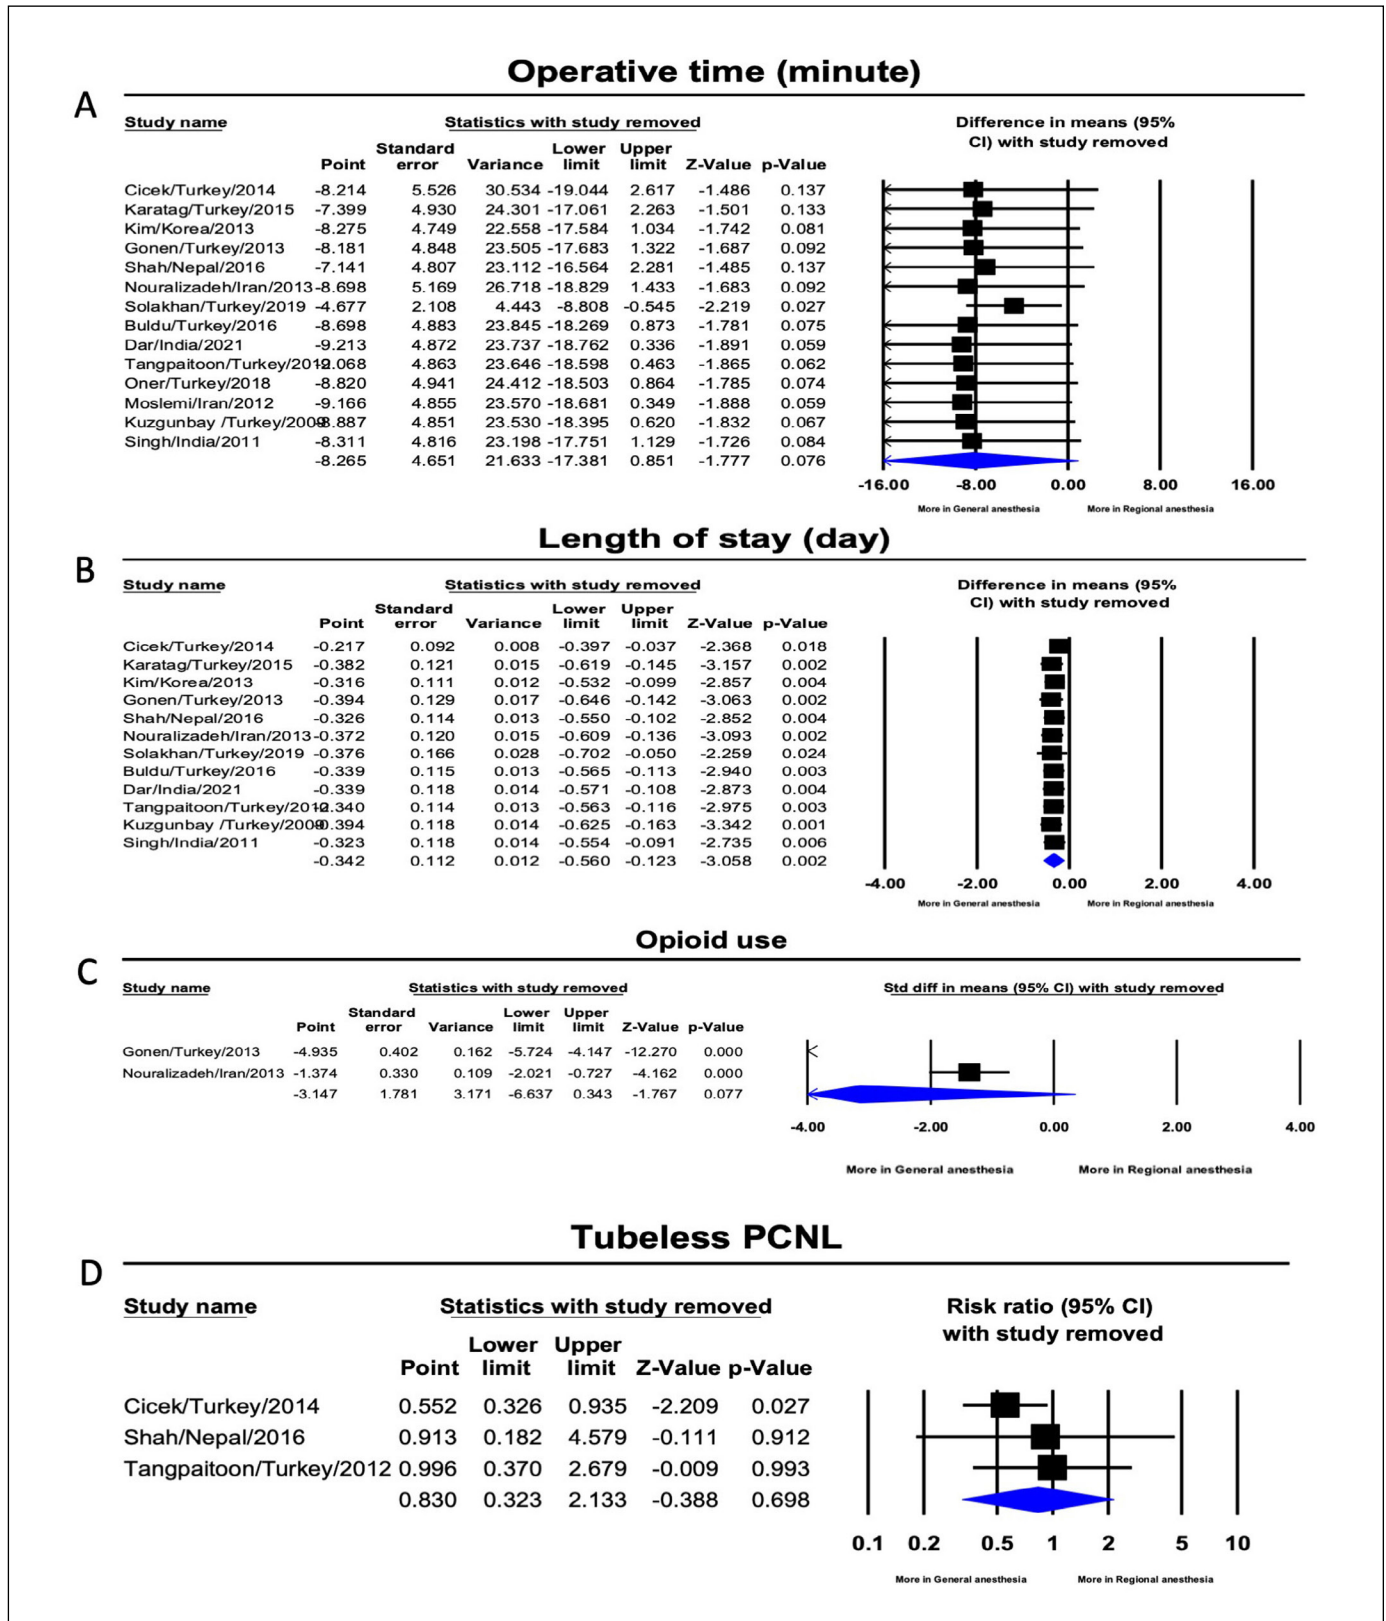 Operative time (minute)
A
Study name Statistics with study removed Difference in means (95% CI) with study removed
Point Standard error Variance Lower limit Upper limit Z-Value p-Value
Cicek/Turkey/2014 -8.214 5.526 30.534 -19.044 2.617 -1.486 0.137
Karatag/Turkey/2015 -7.399 4.930 24.301 -17.061 2.263 -1.501 0.133
Kim/Korea/2013 -8.275 4.749 22.558 -17.584 1.034 -1.742 0.081
Gonen/Turkey/2013 -8.181 4.848 23.505 -17.683 1.322 -1.687 0.092
Shah/Nepal/2016 -7.141 4.807 23.112 -16.564 2.281 -1.485 0.137
Nouralizadeh/Iran/2013 -8.698 5.169 26.718 -18.829 1.433 -1.683 0.092
Solakhan/Turkey/2019 -4.677 2.108 4.443 -8.808 -0.545 -2.219 0.027
Buldu/Turkey/2016 -8.698 4.883 23.845 -18.269 0.873 -1.781 0.075
Dar/India/2021 -9.213 4.872 23.737 -18.762 0.336 -1.891 0.059
Tangpaitoon/Turkey/2012 -9.068 4.863 23.646 -18.598 0.463 -1.865 0.062
Oner/Turkey/2018 -8.820 4.941 24.412 -18.503 0.864 -1.785 0.074
Moslemi/Iran/2012 -9.166 4.855 23.570 -18.681 0.349 -1.888 0.059
Kuzgunbay /Turkey/2009 -8.887 4.851 23.530 -18.395 0.620 -1.832 0.067
Singh/India/2011 -8.311 4.816 23.198 -17.751 1.129 -1.726 0.084
-8.265 4.651 21.633 -17.381 0.851 -1.777 0.076
-16.00 -8.00 0.00 8.00 16.00
More in General anesthesia More in Regional anesthesia
Length of stay (day)
B
Study name Statistics with study removed Difference in means (95% CI) with study removed
Point Standard error Variance Lower limit Upper limit Z-Value p-Value
Cicek/Turkey/2014 -0.217 0.092 0.008 -0.397 -0.037 -2.368 0.018
Karatag/Turkey/2015 -0.382 0.121 0.015 -0.619 -0.145 -3.157 0.002
Kim/Korea/2013 -0.316 0.111 0.012 -0.532 -0.099 -2.857 0.004
Gonen/Turkey/2013 -0.394 0.129 0.017 -0.646 -0.142 -3.063 0.002
Shah/Nepal/2016 -0.326 0.114 0.013 -0.550 -0.102 -2.852 0.004
Nouralizadeh/Iran/2013 -0.372 0.120 0.015 -0.609 -0.136 -3.093 0.002
Solakhan/Turkey/2019 -0.376 0.166 0.028 -0.702 -0.050 -2.259 0.024
Buldu/Turkey/2016 -0.339 0.115 0.013 -0.565 -0.113 -2.940 0.003
Dar/India/2021 -0.339 0.118 0.014 -0.571 -0.108 -2.873 0.004
Tangpaitoon/Turkey/2012 -0.340 0.114 0.013 -0.563 -0.116 -2.975 0.003
Kuzgunbay /Turkey/2009 -0.394 0.118 0.014 -0.625 -0.163 -3.342 0.001
Singh/India/2011 -0.323 0.118 0.014 -0.554 -0.091 -2.735 0.006
-0.342 0.112 0.012 -0.560 -0.123 -3.058 0.002
-4.00 -2.00 0.00 2.00 4.00
More in General anesthesia More in Regional anesthesia
Opioid use
C
Study name Statistics with study removed Std diff in means (95% CI) with study removed
Point Standard error Variance Lower limit Upper limit Z-Value p-Value
Gonen/Turkey/2013 -4.935 0.402 0.162 -5.724 -4.147 -12.270 0.000
Nouralizadeh/Iran/2013 -1.374 0.330 0.109 -2.021 -0.727 -4.162 0.000
-3.147 1.781 3.171 -6.637 0.343 -1.767 0.077
-4.00 -2.00 0.00 2.00 4.00
More in General anesthesia More in Regional anesthesia
Tubeless PCNL
D
Study name Statistics with study removed Risk ratio (95% CI) with study removed
Point Lower limit Upper limit Z-Value p-Value
Cicek/Turkey/2014 0.552 0.326 0.935 -2.209 0.027
Shah/Nepal/2016 0.913 0.182 4.579 -0.111 0.912
Tangpaitoon/Turkey/2012 0.996 0.370 2.679 -0.009 0.993
0.830 0.323 2.133 -0.388 0.698
0.1 0.2 0.5 1 2 5 10
More in General anesthesia More in Regional anesthesia